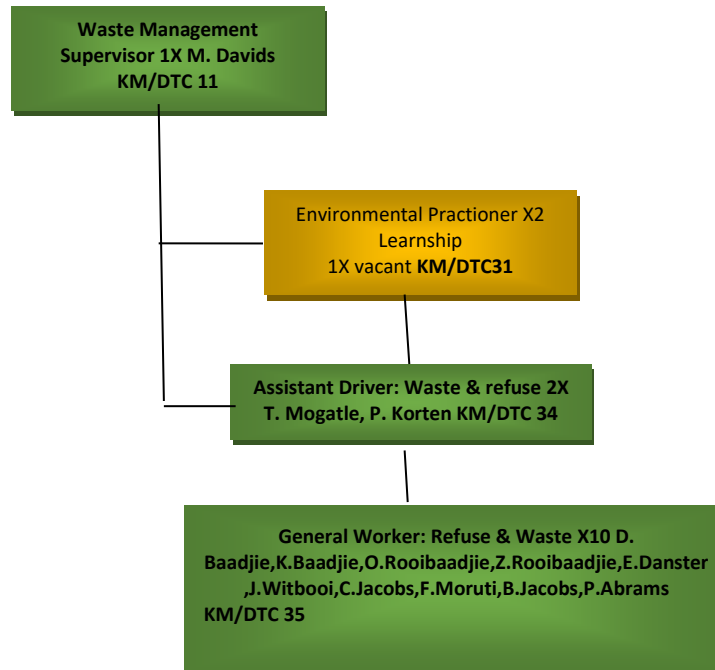 Waste Management
Supervisor 1X M. Davids
KM/DTC 11
Environmental Practioner X2
Learnship
1X vacant KM/DTC31
Assistant Driver: Waste & refuse 2X
T. Mogatle, P. Korten KM/DTC 34
General Worker: Refuse & Waste X10 D.
Baadjie,K.Baadjie,O.Rooibaadjie,Z.Rooibaadjie,E.Danster
,J.Witbooi,C.Jacobs,F.Moruti,B.Jacobs,P.Abrams
KM/DTC 35